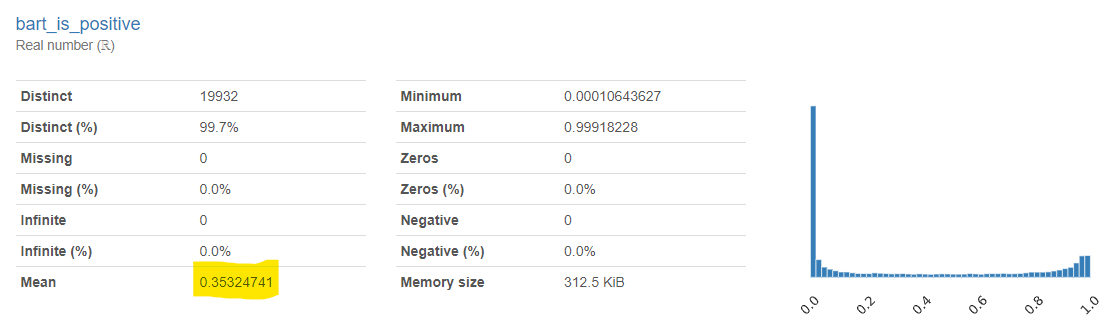 bart_is_positive
Real number (ℝ)
Distinct 19932
Distinct (%) 99.7%
Missing 0
Missing (%) 0.0%
Infinite 0
Infinite (%) 0.0%
Mean 0.35324741
Minimum 0.00010643627
Maximum 0.99918228
Zeros 0
Zeros (%) 0.0%
Negative 0
Negative (%) 0.0%
Memory size 312.5 KiB
0.0 0.2 0.4 0.6 0.8 1.0